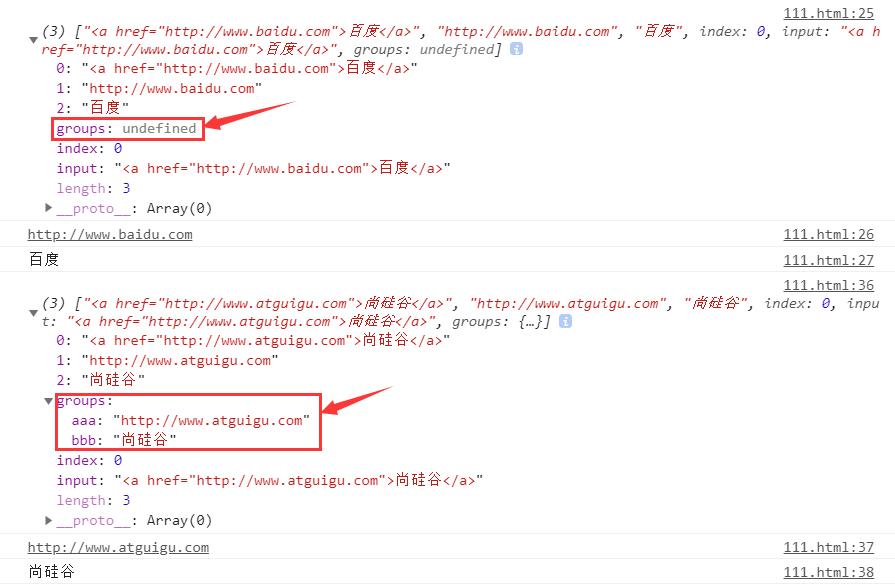 111.html:25
(3) ["<a href="http://www.baidu.com">百度</a>", "http://www.baidu.com", "百度", index: 0, input: "<a h
ref="http://www.baidu.com">百度</a>", groups: undefined]
0: "<a href="http://www.baidu.com">百度</a>"
1: "http://www.baidu.com"
2: "百度"
groups: undefined
index: 0
input: "<a href="http://www.baidu.com">百度</a>"
length: 3
__proto__: Array(0)
http://www.baidu.com 111.html:26
百度 111.html:27
111.html:36
(3) ["<a href="http://www.atguigu.com">尚硅谷</a>", "http://www.atguigu.com", "尚硅谷", index: 0, inpu
t: "<a href="http://www.atguigu.com">尚硅谷</a>", groups: {…}]
0: "<a href="http://www.atguigu.com">尚硅谷</a>"
1: "http://www.atguigu.com"
2: "尚硅谷"
groups:
aaa: "http://www.atguigu.com"
bbb: "尚硅谷"
index: 0
input: "<a href="http://www.atguigu.com">尚硅谷</a>"
length: 3
__proto__: Array(0)
http://www.atguigu.com 111.html:37
尚硅谷 111.html:38